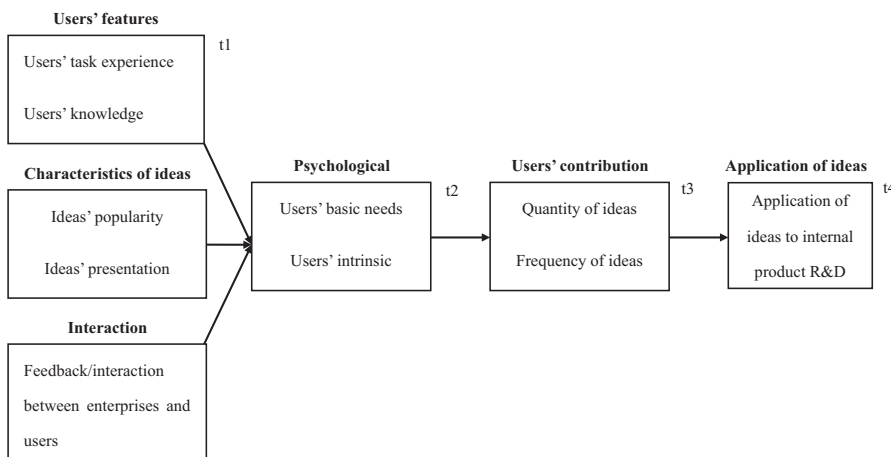 Users' features
t1
Users' task experience
Users' knowledge
Characteristics of ideas
Ideas' popularity
Ideas' presentation
Interaction
Feedback/interaction
between enterprises and
users
Psychological
t2
Users' basic needs
Users' intrinsic
Users' contribution
t3
Quantity of ideas
Frequency of ideas
Application of ideas
t4
Application of
ideas to internal
product R&D